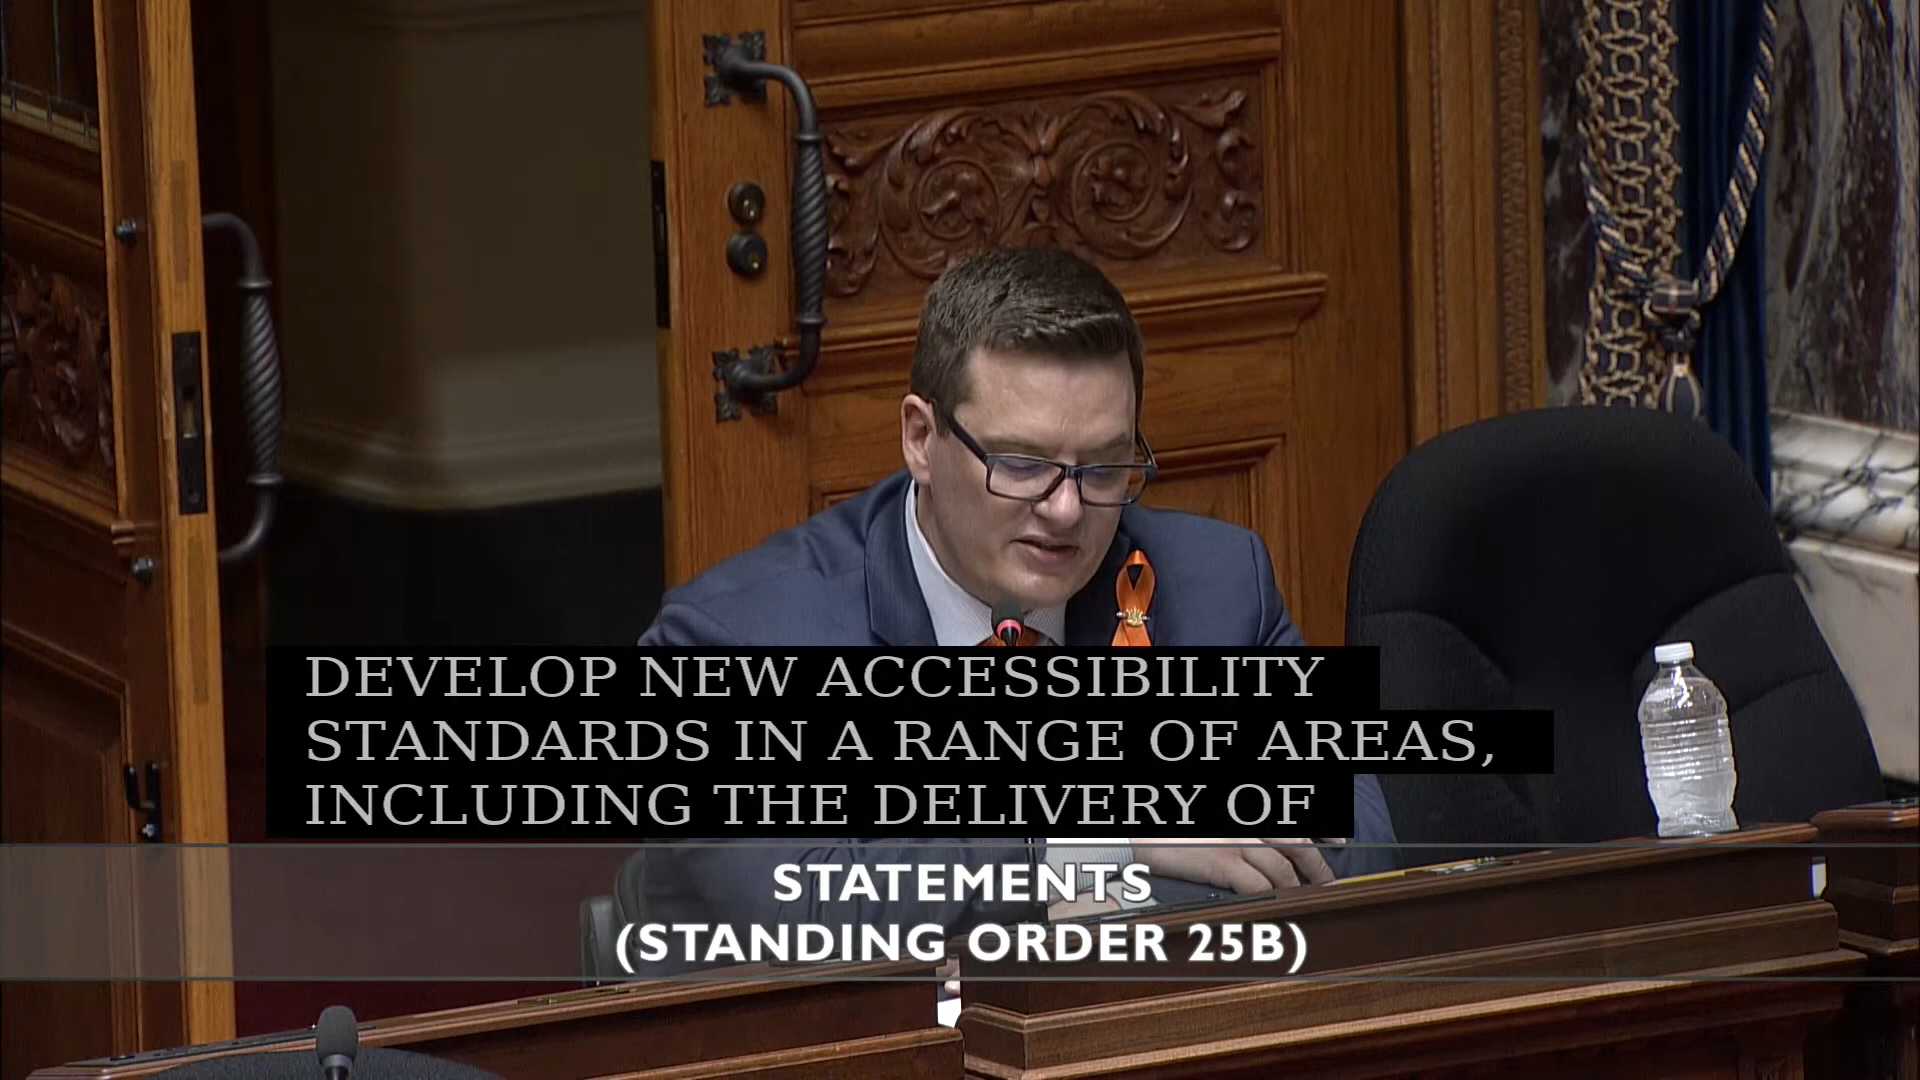 DEVELOP NEW ACCESSIBILITY
STANDARDS IN A RANGE OF AREAS,
INCLUDING THE DELIVERY OF
STATEMENTS
(STANDING ORDER 25B)